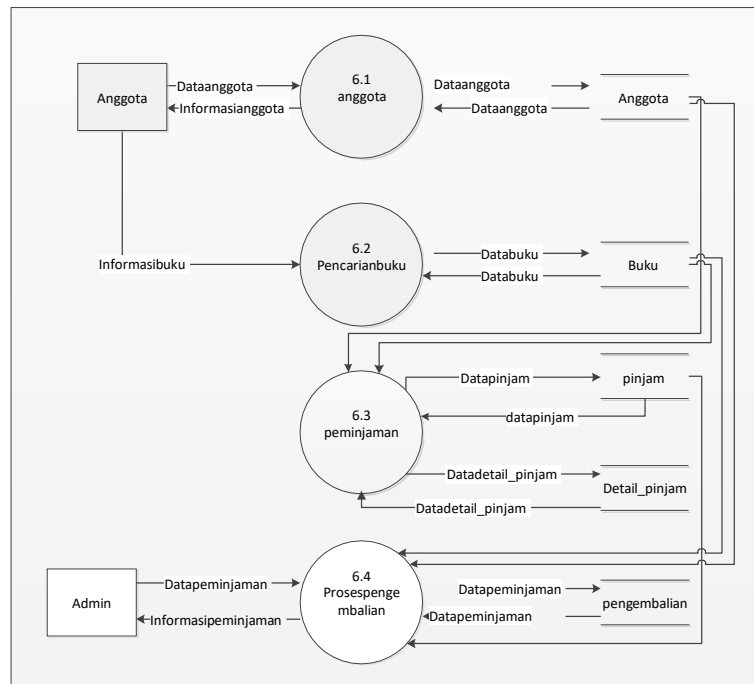 6.1
anggota
Anggota
Dataanggota
Informasianggota
Dataanggota
Dataanggota
Anggota
6.2
Pencarianbuku
Informasibuku
Databuku
Databuku
Buku
6.3
peminjaman
Datapinjam
datapinjam
pinjam
Datadetail_pinjam
Datadetail_pinjam
Detail_pinjam
6.4
Prosespenge
mbalian
Admin
Datapeminjaman
Informasipeminjaman
Datapeminjaman
Datapeminjaman
pengembalian